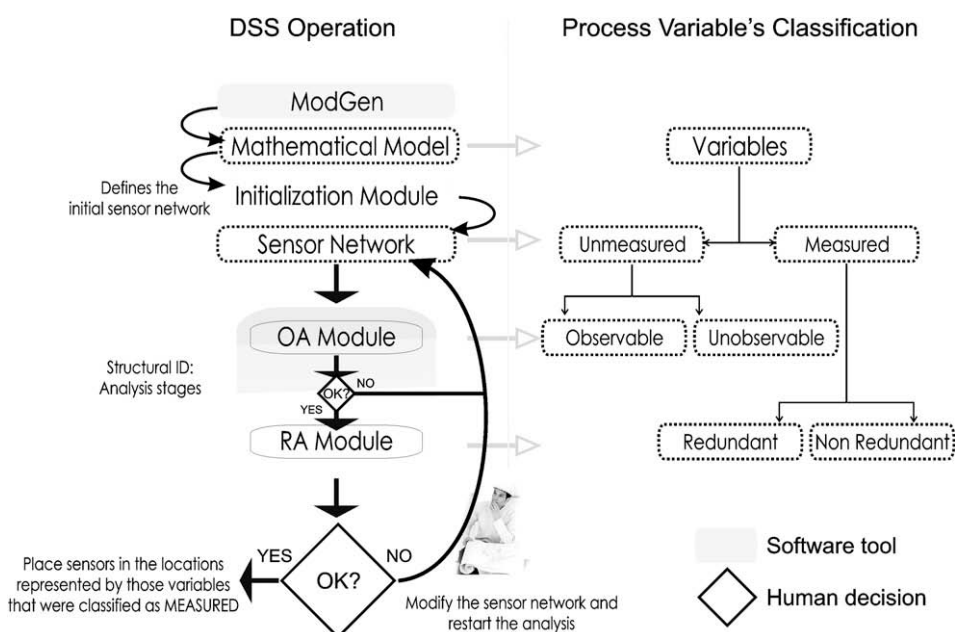 DSS Operation
Process Variable's Classification
ModGen
Mathematical Model
Variables
Defines the
initial sensor network
Initialization Module
Sensor Network
Unmeasured
Measured
OA Module
Observable
Unobservable
Structural ID:
Analysis stages
OK?
NO
YES
RA Module
Redundant
Non Redundant
YES
NO
OK?
Place sensors in the locations
represented by those variables
that were classified as MEASURED
Modify the sensor network and
restart the analysis
Software tool
Human decision